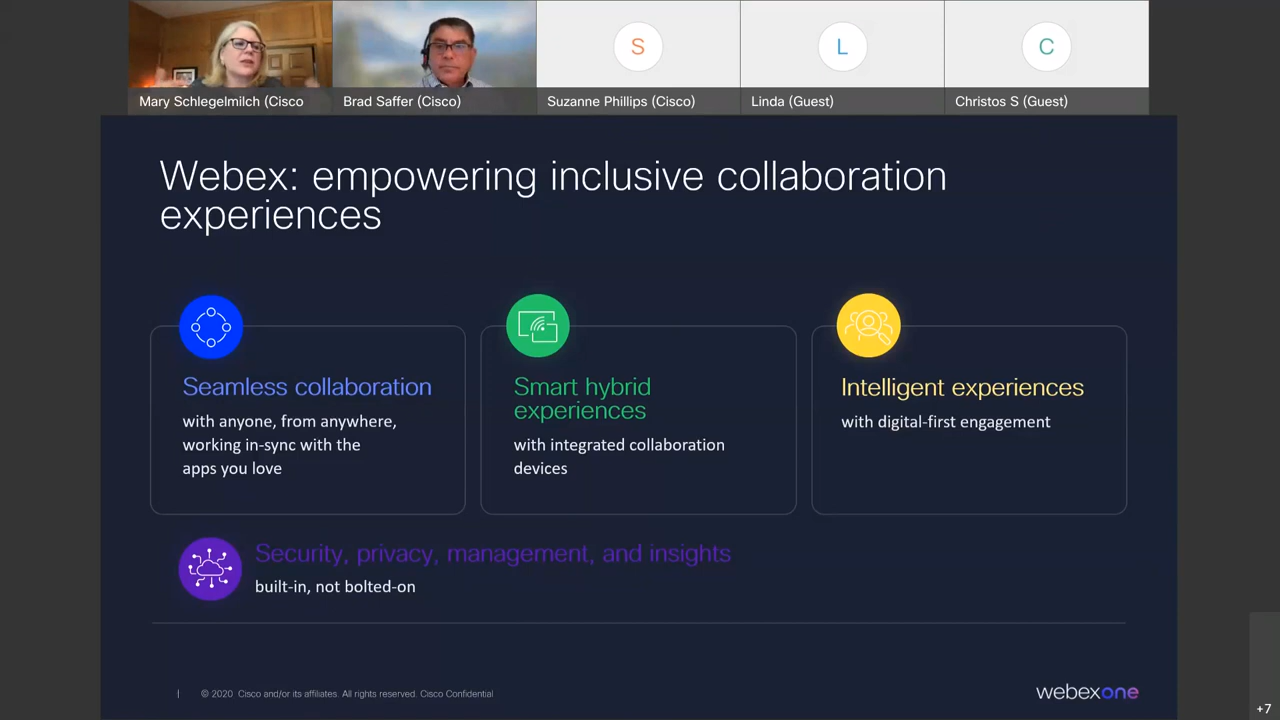 S
L
C
Mary Schlegelmilch (Cisco
Brad Saffer (Cisco)
Suzanne Phillips (Cisco)
Linda (Guest)
Christos S (Guest)
Webex: empowering inclusive collaboration
experiences
Seamless collaboration
with anyone, from anywhere,
working in-sync with the
apps you love
Smart hybrid
experiences
with integrated collaboration
devices
Intelligent experiences
with digital-first engagement
Security, privacy, management, and insights
built-in, not bolted-on
© 2020 Cisco and/or its affiliates. All rights reserved. Cisco Confidential
webexone
+7